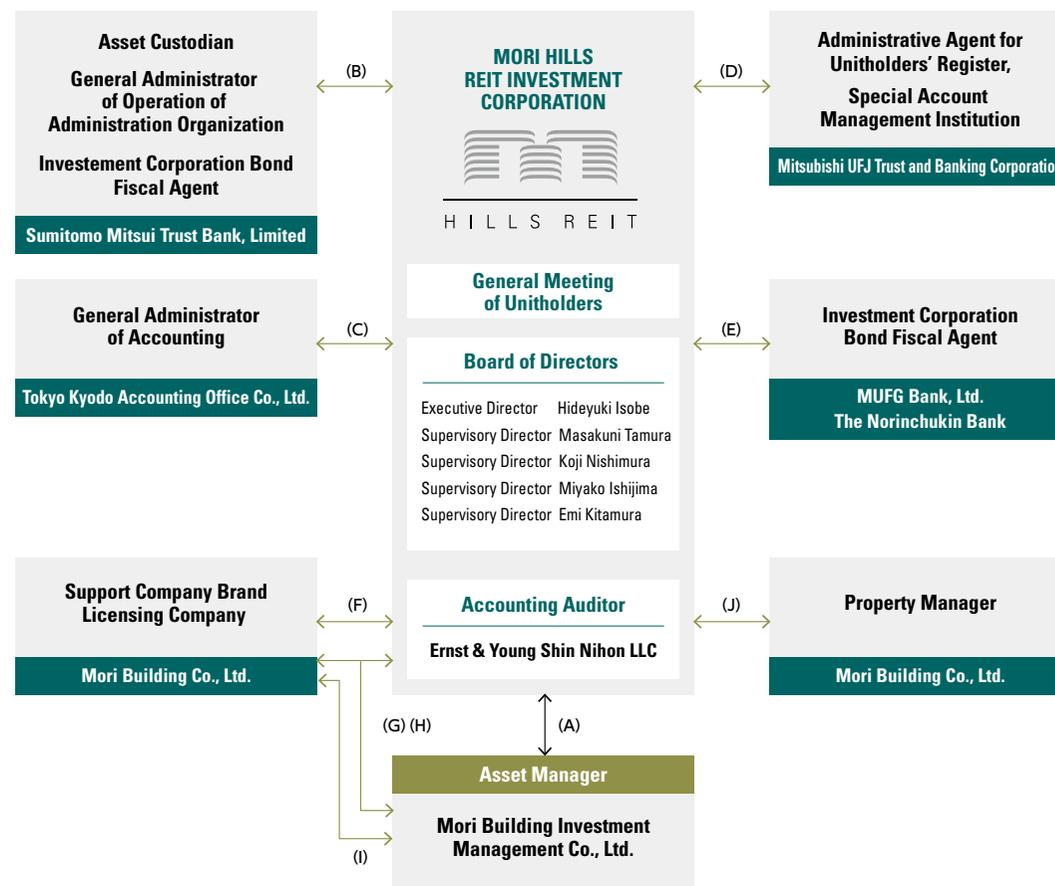 Asset Custodian
General Administrator
of Operation of
Administration Organization
Investement Corporation Bond
Fiscal Agent
Sumitomo Mitsui Trust Bank, Limited
(B)
MORI HILLS
REIT INVESTMENT
CORPORATION
HILLS REIT
(D)
Administrative Agent for
Unitholders' Register,
Special Account
Management Institution
Mitsubishi UFJ Trust and Banking Corporatio
General Meeting
of Unitholders
General Administrator
of Accounting
Tokyo Kyodo Accounting Office Co., Ltd.
(C)
Board of Directors
Executive Director Hideyuki Isobe
Supervisory Director Masakuni Tamura
Supervisory Director Koji Nishimura
Supervisory Director Miyako Ishijima
Supervisory Director Emi Kitamura
(E)
Investment Corporation
Bond Fiscal Agent
MUFG Bank, Ltd.
The Norinchukin Bank
Support Company Brand
Licensing Company
Mori Building Co., Ltd.
(F)
Accounting Auditor
Ernst & Young Shin Nihon LLC
(J)
Property Manager
Mori Building Co., Ltd.
(G) (H)
(A)
Asset Manager
Mori Building Investment
Management Co., Ltd.
(I)